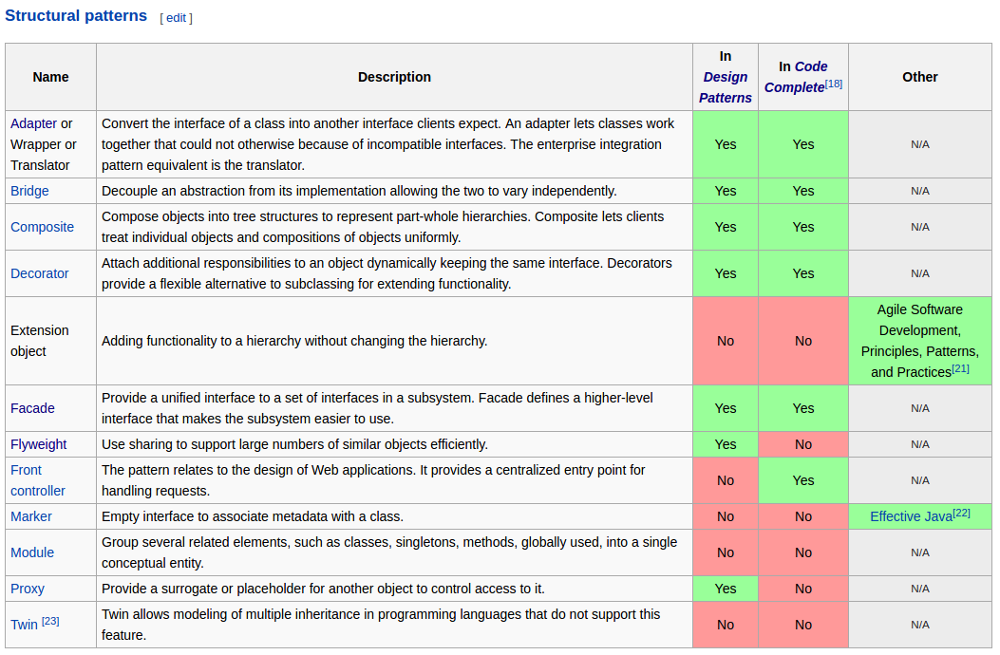 Structural patterns [ edit ]
Name
Description
In
Design
Patterns
In Code
Complete[18]
Other
Adapter or
Wrapper or
Translator
Convert the interface of a class into another interface clients expect. An adapter lets classes work
together that could not otherwise because of incompatible interfaces. The enterprise integration
pattern equivalent is the translator.
Yes
Yes
N/A
Bridge
Decouple an abstraction from its implementation allowing the two to vary independently.
Yes
Yes
N/A
Composite
Compose objects into tree structures to represent part-whole hierarchies. Composite lets clients
treat individual objects and compositions of objects uniformly.
Yes
Yes
N/A
Decorator
Attach additional responsibilities to an object dynamically keeping the same interface. Decorators
provide a flexible alternative to subclassing for extending functionality.
Yes
Yes
N/A
Extension
object
Adding functionality to a hierarchy without changing the hierarchy.
No
No
Agile Software
Development,
Principles, Patterns,
and Practices[21]
Facade
Provide a unified interface to a set of interfaces in a subsystem. Facade defines a higher-level
interface that makes the subsystem easier to use.
Yes
Yes
N/A
Flyweight
Use sharing to support large numbers of similar objects efficiently.
Yes
No
N/A
Front
controller
The pattern relates to the design of Web applications. It provides a centralized entry point for
handling requests.
No
Yes
N/A
Marker
Empty interface to associate metadata with a class.
No
No
Effective Java[22]
Module
Group several related elements, such as classes, singletons, methods, globally used, into a single
conceptual entity.
No
No
N/A
Proxy
Provide a surrogate or placeholder for another object to control access to it.
Yes
No
N/A
Twin [23]
Twin allows modeling of multiple inheritance in programming languages that do not support this
feature.
No
No
N/A